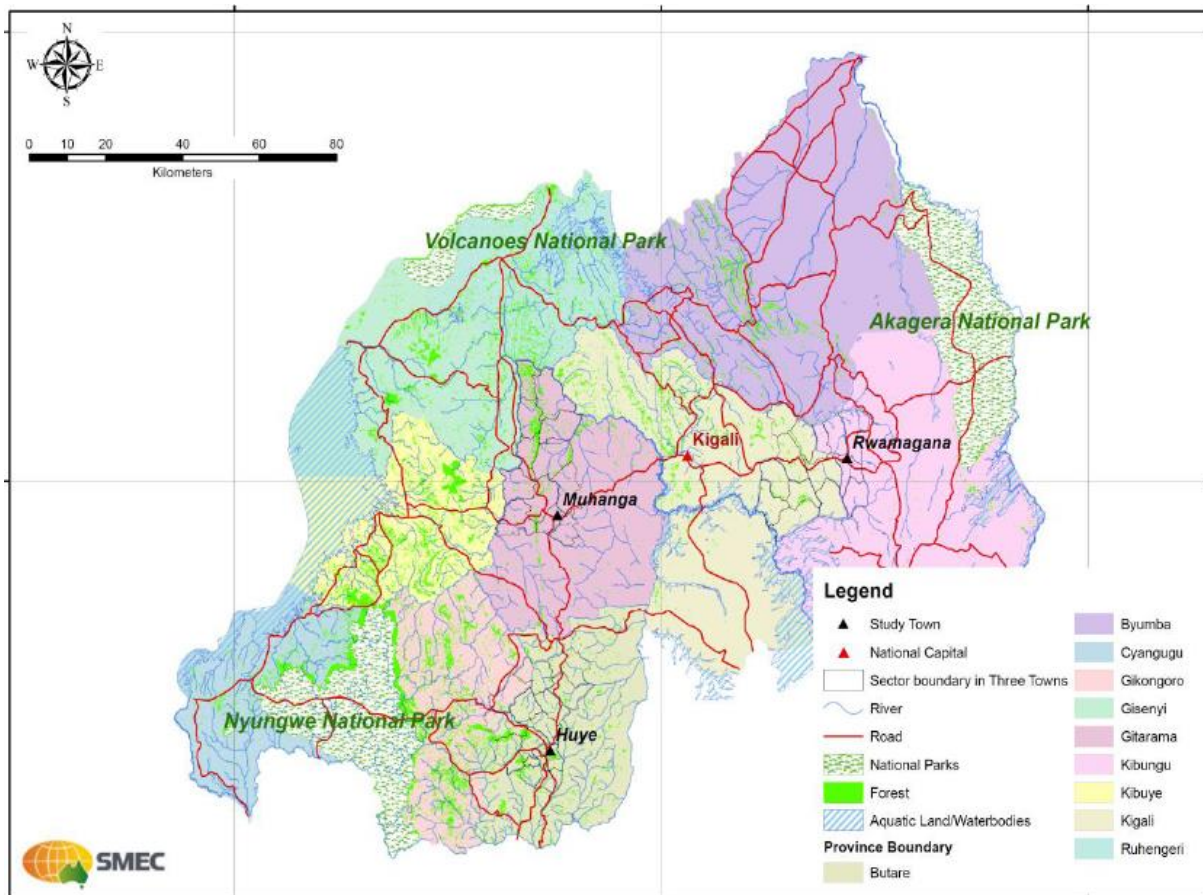 N
W E
S
0 10 20 40 60 80
Kilometers
Volcanoes National Park
Akagera National Park
Kigali
Rwamagana
Muhanga
Nyungwe National Park
Huye
Legend
Study Town
National Capital
Sector boundary in Three Towns
River
Road
National Parks
Forest
Aquatic Land/Waterbodies
Province Boundary
Butare
Byumba
Cyangugu
Gikongoro
Gisenyi
Gitarama
Kibungu
Kibuye
Kigali
Ruhengeri
SMEC